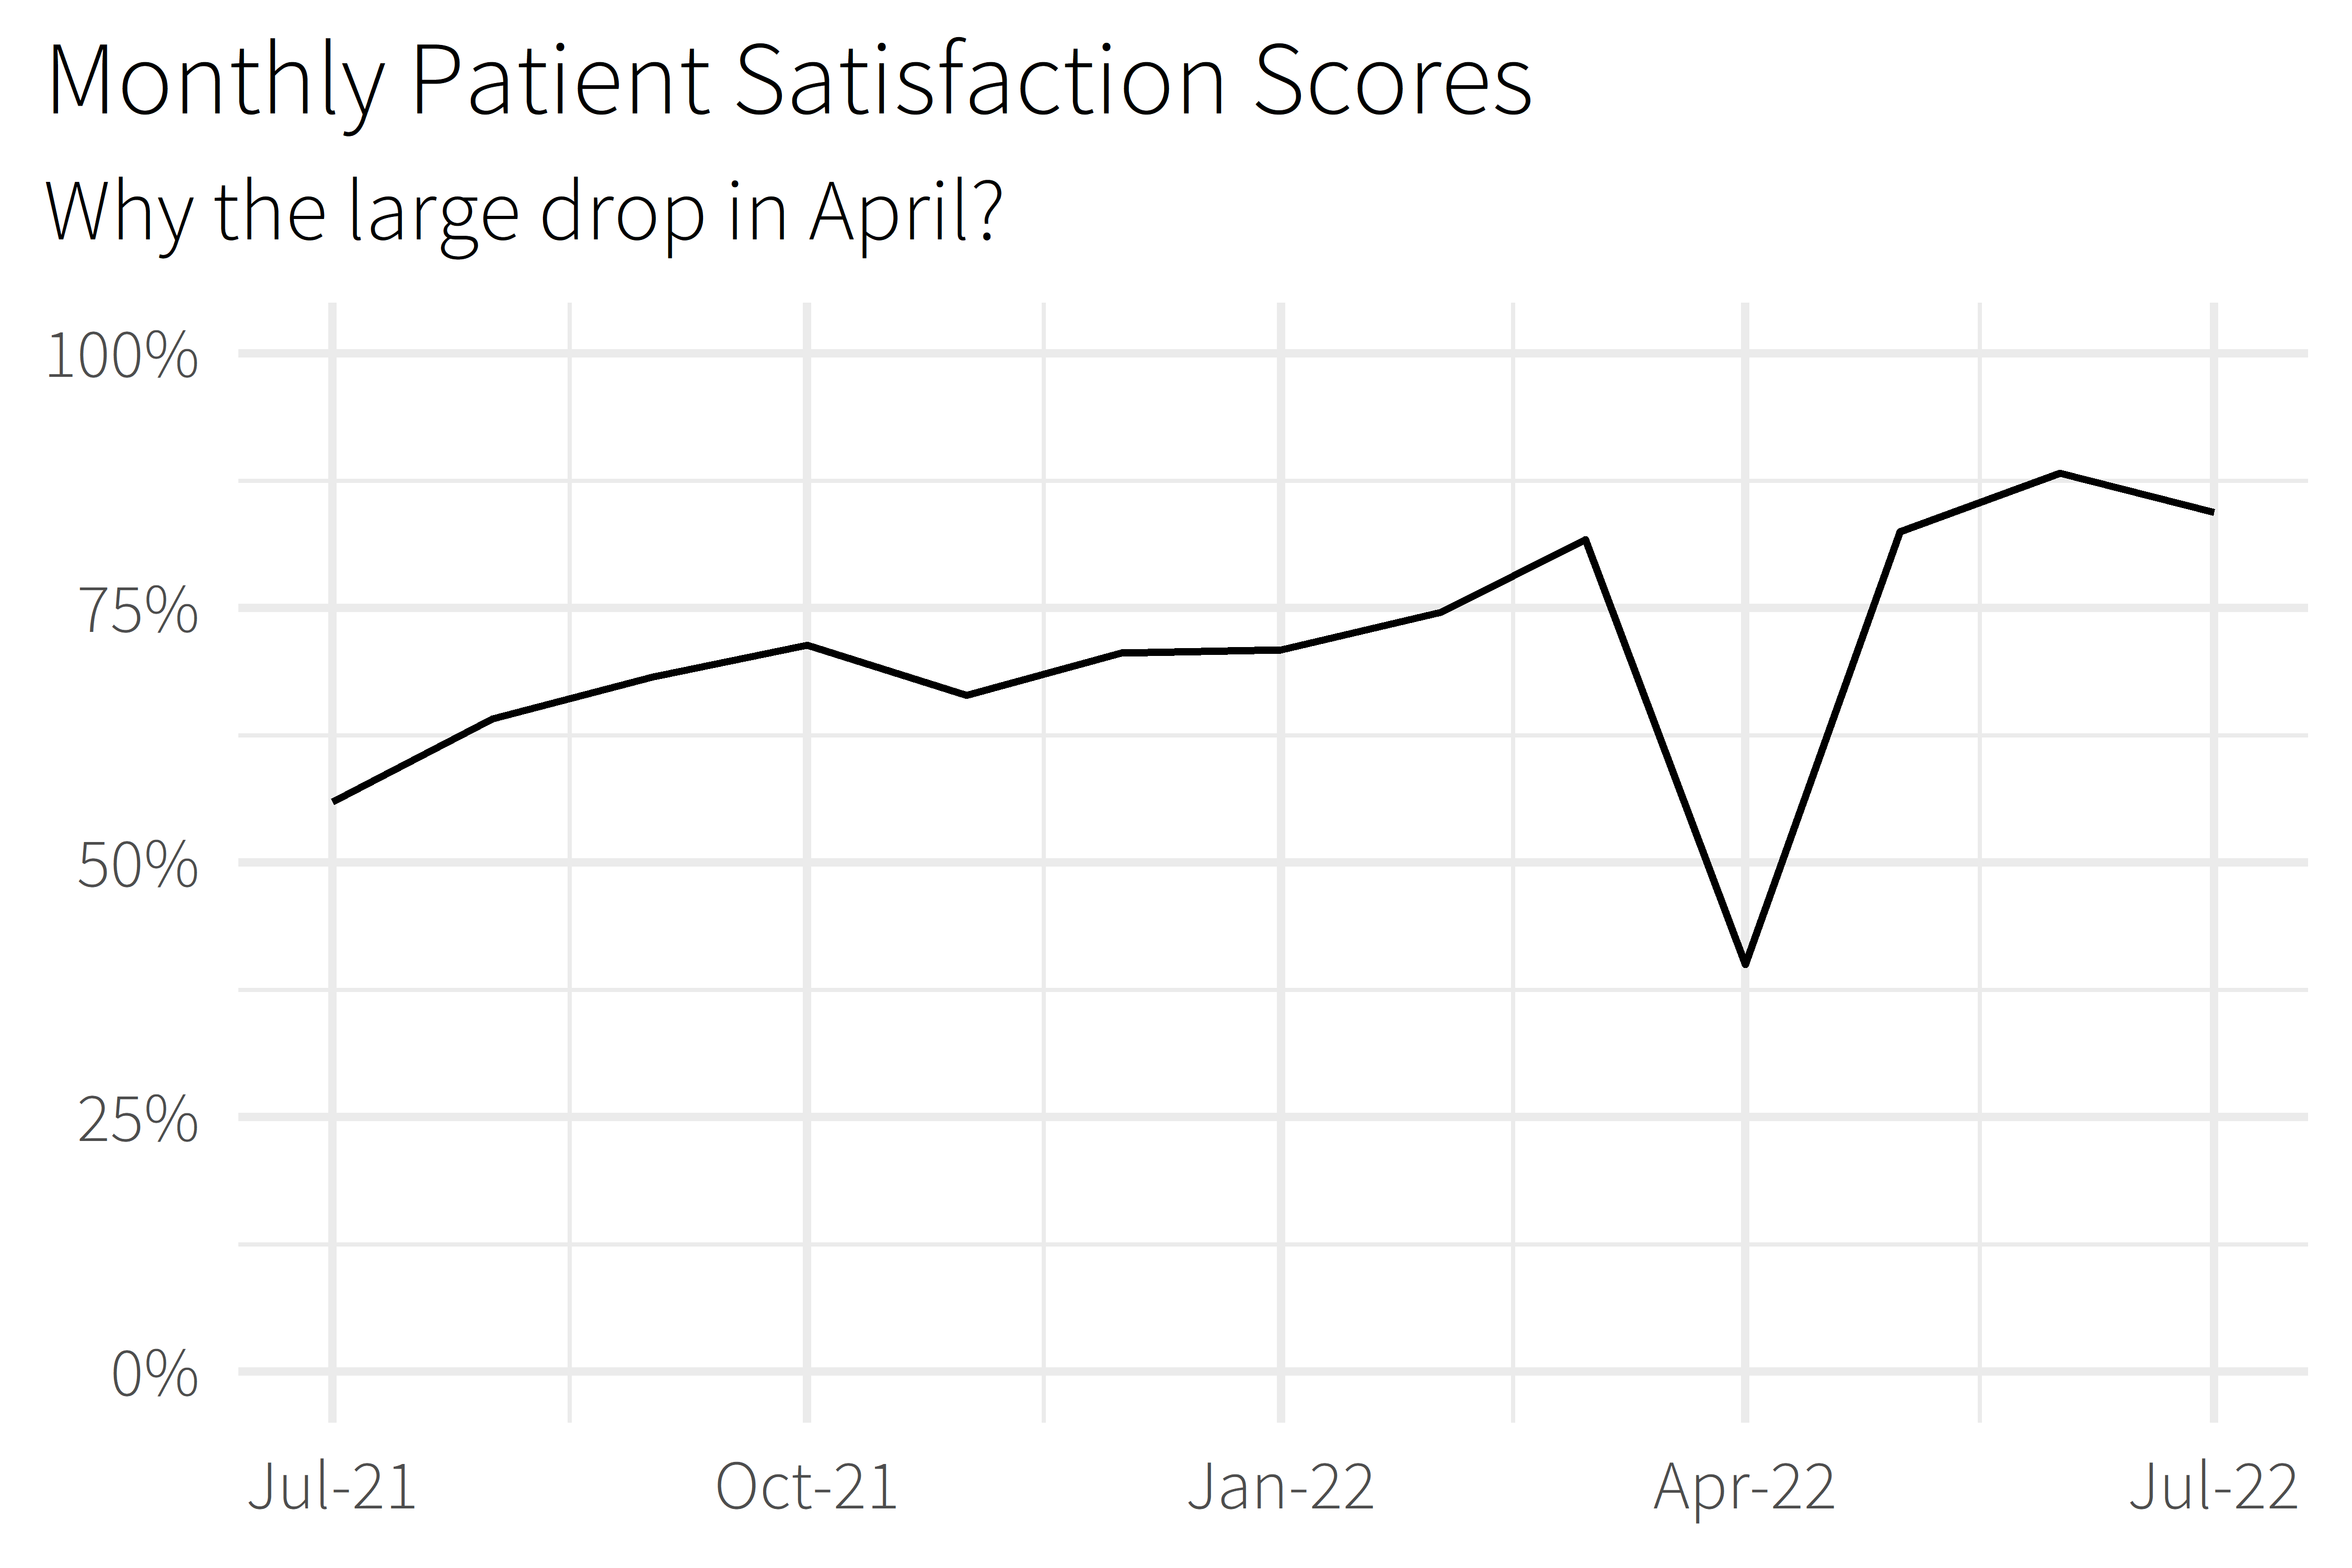 Monthly Patient Satisfaction Scores
Why the large drop in April?
100%
75%
50%
25%
0%
Jul-21 Oct-21 Jan-22 Apr-22 Jul-22